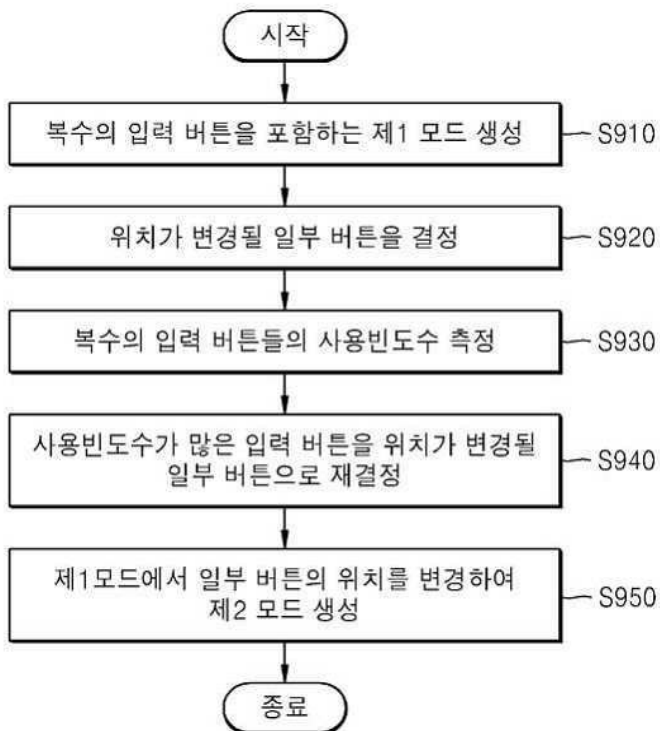 시작
복수의 입력 버튼을 포함하는 제1 모드 생성
S910
위치가 변경될 일부 버튼을 결정
S920
복수의 입력 버튼들의 사용빈도수 측정
S930
사용빈도수가 많은 입력 버튼을 위치가 변경될
일부 버튼으로 재결정
S940
제1모드에서 일부 버튼의 위치를 변경하여
제2 모드 생성
S950
종료